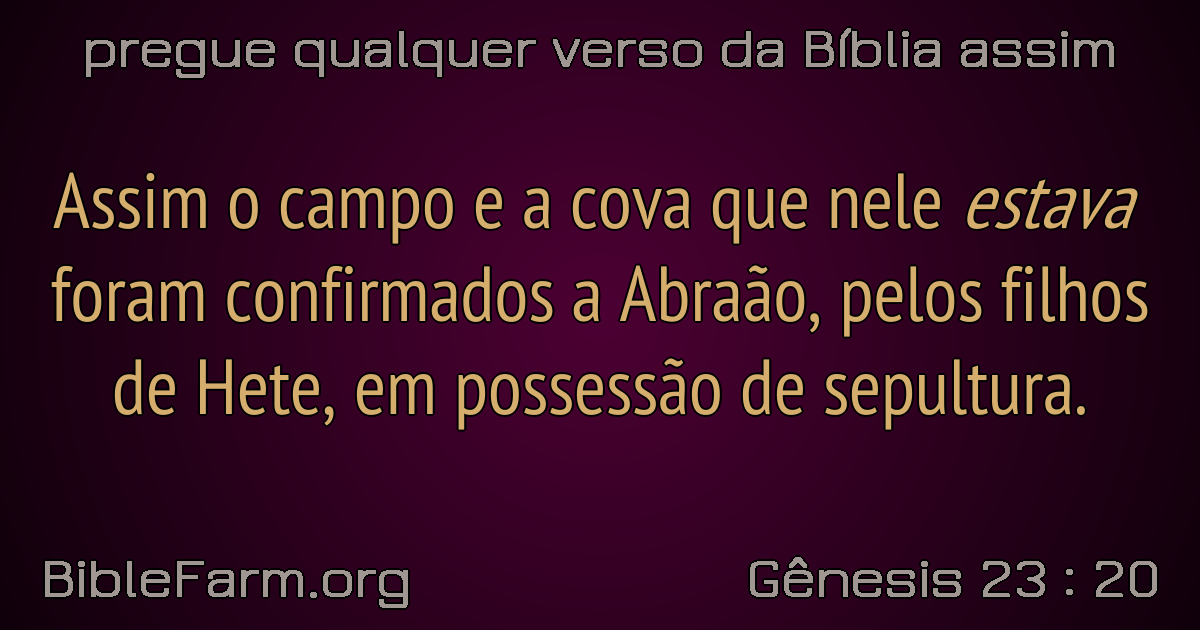 pregue qualquer verso da Bíblia assim
Assim o campo e a cova que nele estava
foram confirmados a Abraão, pelos filhos
de Hete, em possessão de sepultura.
BibleFarm.org
Gênesis 23 : 20